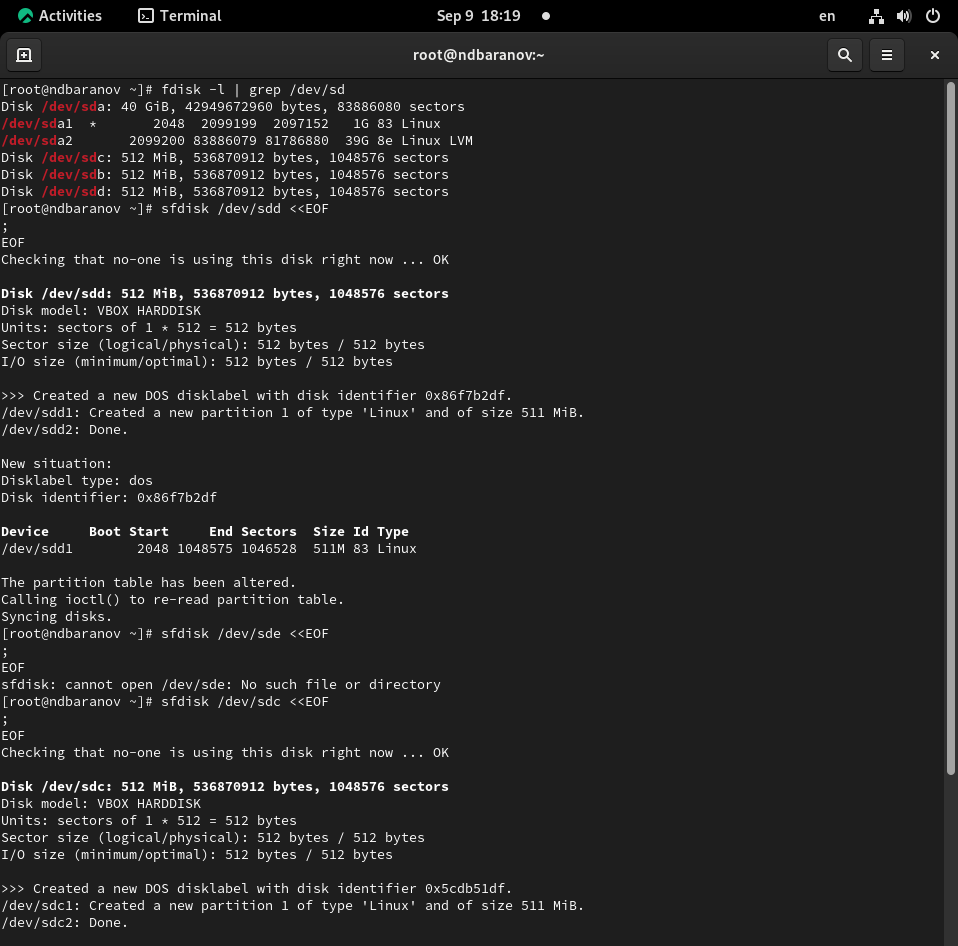 Activities Terminal Sep 9 18:19 en
root@ndbaranov:~
[root@ndbaranov ~]# fdisk -l | grep /dev/sd
Disk /dev/sda: 40 GiB, 42949672960 bytes, 83886080 sectors
/dev/sda1  *       2048  2099199  2097152   1G 83 Linux
/dev/sda2       2099200 83886079 81786880  39G 8e Linux LVM
Disk /dev/sdc: 512 MiB, 536870912 bytes, 1048576 sectors
Disk /dev/sdb: 512 MiB, 536870912 bytes, 1048576 sectors
Disk /dev/sdd: 512 MiB, 536870912 bytes, 1048576 sectors
[root@ndbaranov ~]# sfdisk /dev/sdd <<EOF
;
EOF
Checking that no-one is using this disk right now ... OK
Disk /dev/sdd: 512 MiB, 536870912 bytes, 1048576 sectors
Disk model: VBOX HARDDISK
Units: sectors of 1 * 512 = 512 bytes
Sector size (logical/physical): 512 bytes / 512 bytes
I/O size (minimum/optimal): 512 bytes / 512 bytes
>>> Created a new DOS disklabel with disk identifier 0x86f7b2df.
/dev/sdd1: Created a new partition 1 of type 'Linux' and of size 511 MiB.
/dev/sdd2: Done.
New situation:
Disklabel type: dos
Disk identifier: 0x86f7b2df
Device     Boot Start     End Sectors  Size Id Type
/dev/sdd1        2048 1048575 1046528  511M 83 Linux
The partition table has been altered.
Calling ioctl() to re-read partition table.
Syncing disks.
[root@ndbaranov ~]# sfdisk /dev/sde <<EOF
;
EOF
sfdisk: cannot open /dev/sde: No such file or directory
[root@ndbaranov ~]# sfdisk /dev/sdc <<EOF
;
EOF
Checking that no-one is using this disk right now ... OK
Disk /dev/sdc: 512 MiB, 536870912 bytes, 1048576 sectors
Disk model: VBOX HARDDISK
Units: sectors of 1 * 512 = 512 bytes
Sector size (logical/physical): 512 bytes / 512 bytes
I/O size (minimum/optimal): 512 bytes / 512 bytes
>>> Created a new DOS disklabel with disk identifier 0x5cdb51df.
/dev/sdc1: Created a new partition 1 of type 'Linux' and of size 511 MiB.
/dev/sdc2: Done.